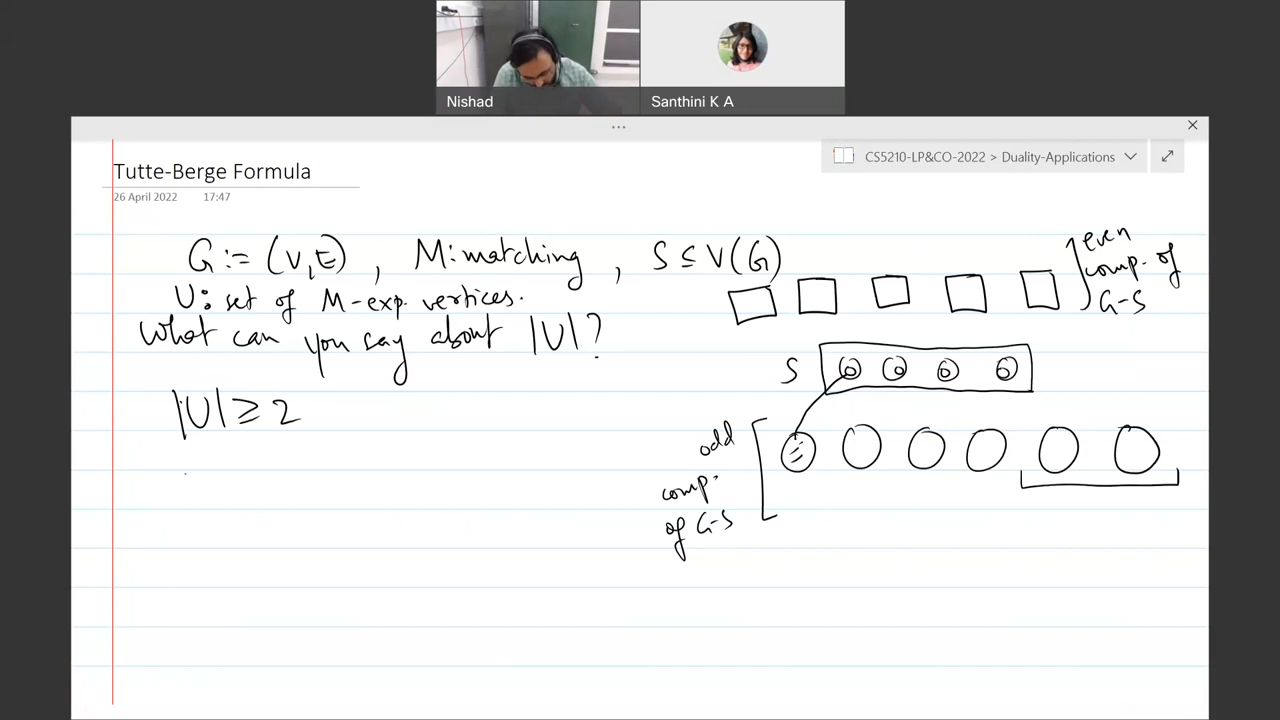 Nishad
Santhini K A
CS5210-LP&CO-2022 > Duality-Applications
Tutte-Berge Formula
26 April 2022 17:47
G := (V,E) , M: matching , S ⊆ V(G)
U: set of M-exp. vertices.
What can you say about |U|?
|U| ≥ 2
even
comp. of
G-S
S
odd
comp.
of G-S